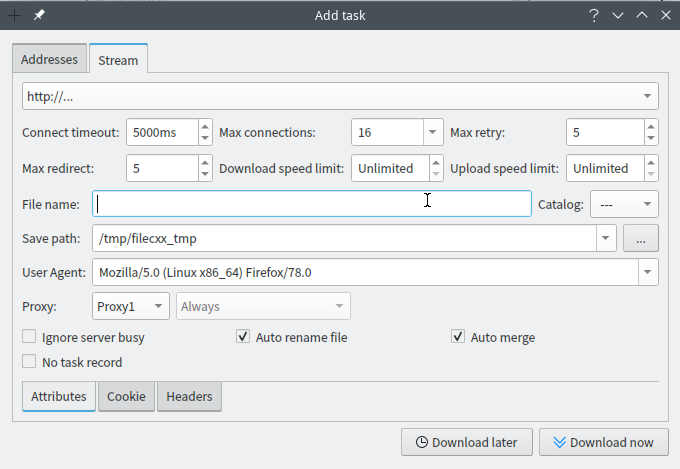 Add task
Addresses Stream
http://...
Connect timeout: 5000ms Max connections: 16 Max retry: 5
Max redirect: 5 Download speed limit: Unlimited Upload speed limit: Unlimited
File name: Catalog: ---
Save path: /tmp/filecxx_tmp ...
User Agent: Mozilla/5.0 (Linux x86_64) Firefox/78.0
Proxy: Proxy1 Always
Ignore server busy Auto rename file Auto merge
No task record
Attributes Cookie Headers
Download later Download now